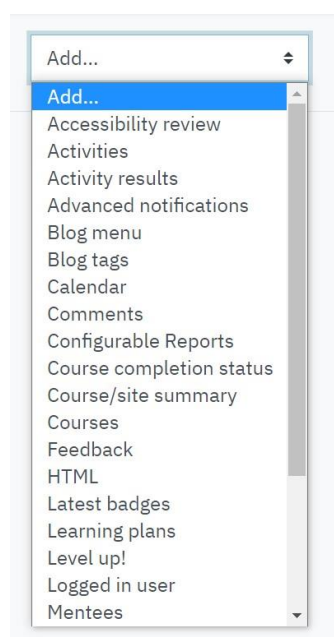 Add...
Add...
Accessibility review
Activities
Activity results
Advanced notifications
Blog menu
Blog tags
Calendar
Comments
Configurable Reports
Course completion status
Course/site summary
Courses
Feedback
HTML
Latest badges
Learning plans
Level up!
Logged in user
Mentees